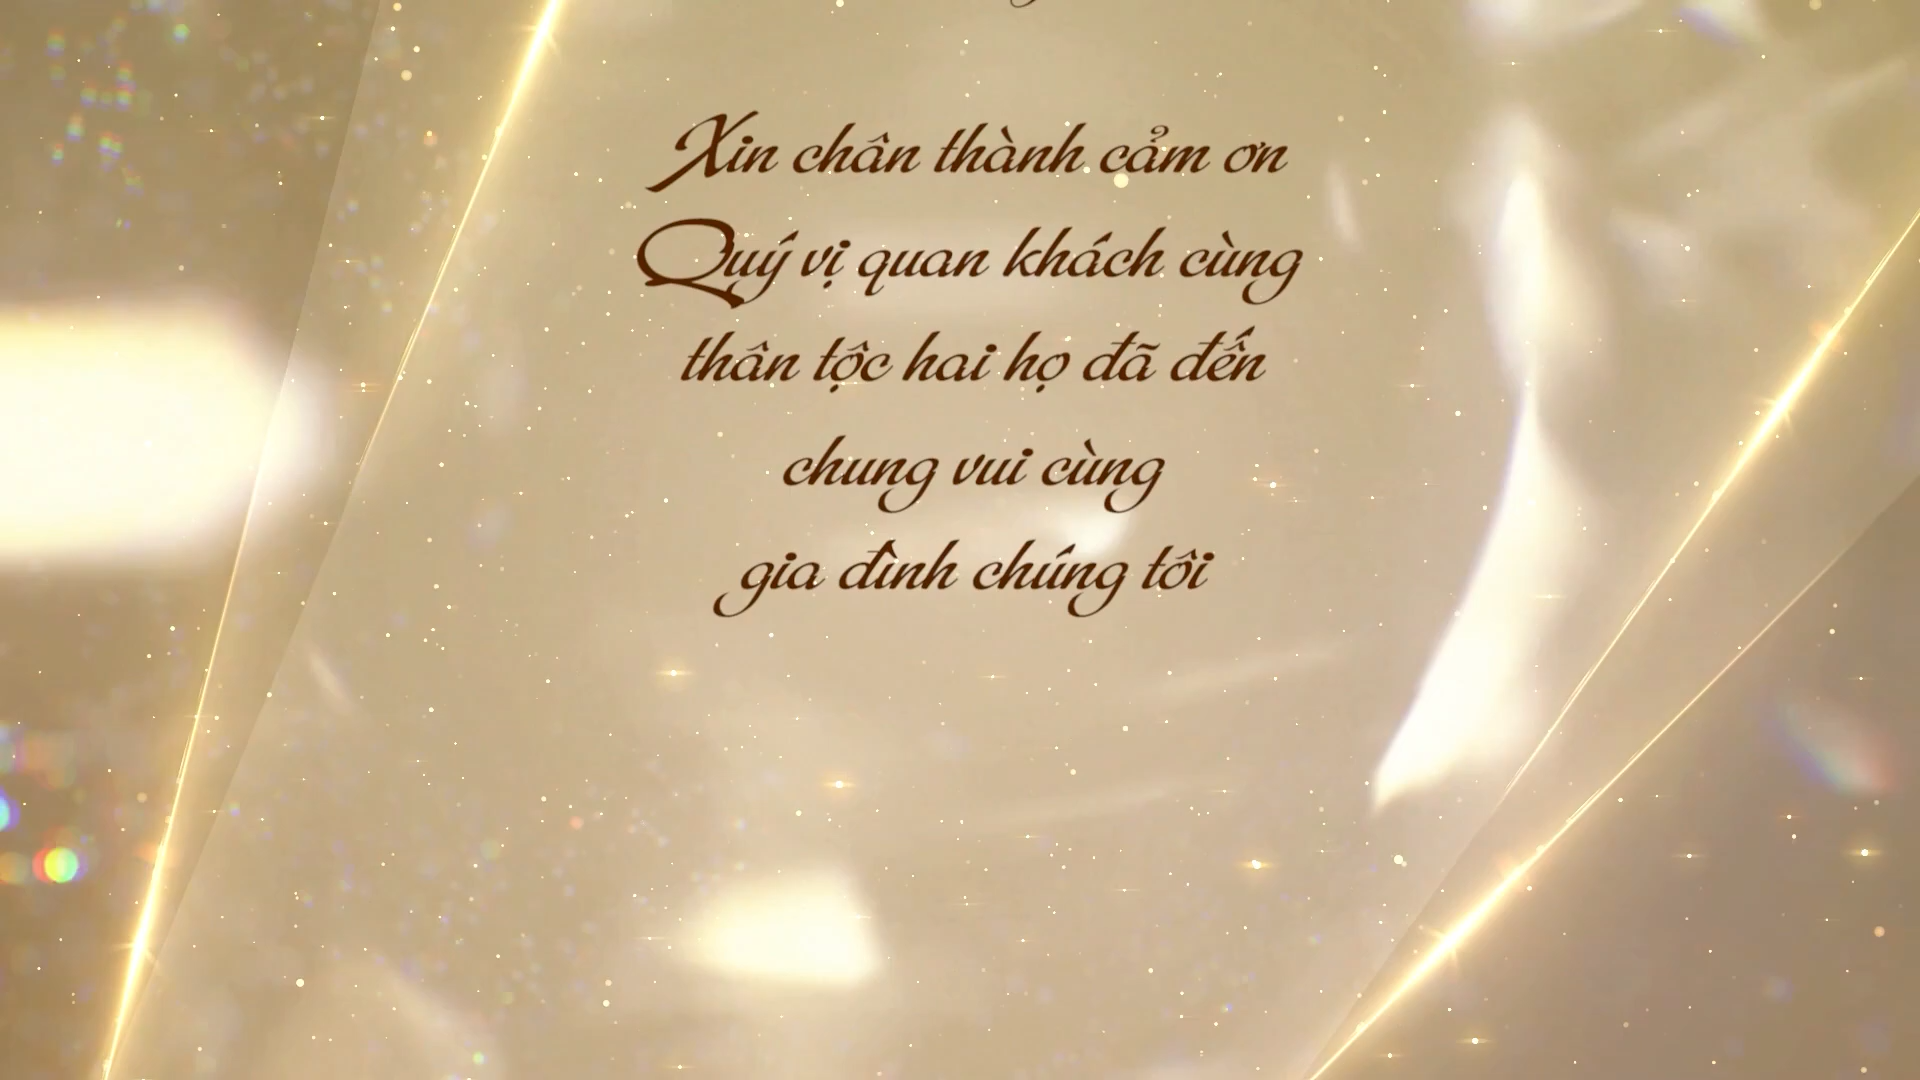 Xin chân thành cảm ơn
Quý vị quan khách cùng
thân tộc hai họ đã đến
chung vui cùng
gia đình chúng tôi